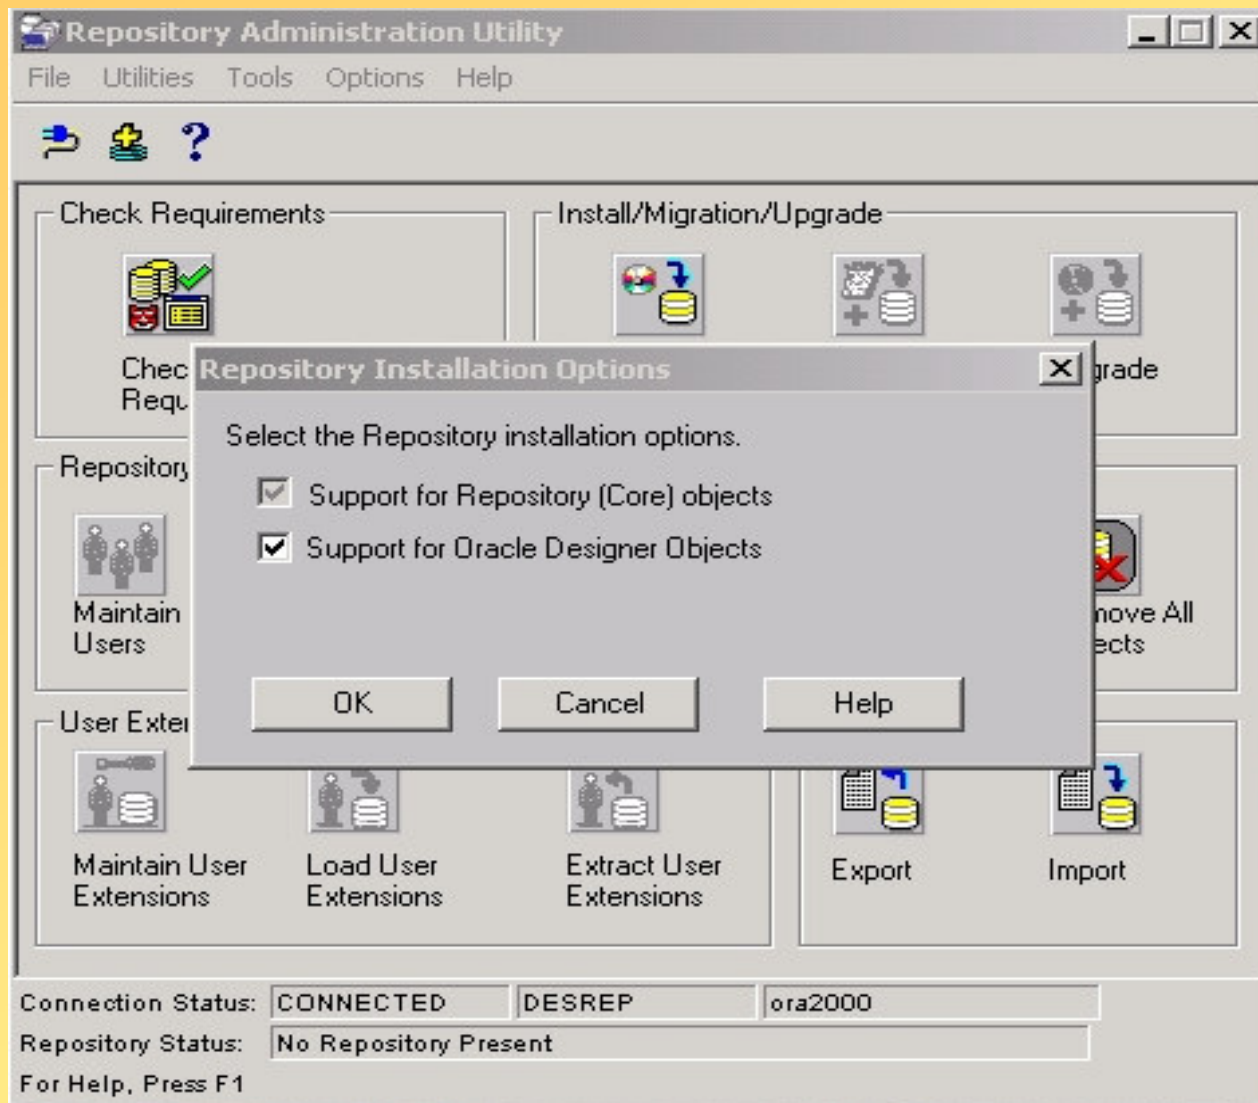 Repository Administration Utility
File Utilities Tools Options Help
Check Requirements
Install/Migration/Upgrade
Chec
Requ
grade
Repository Installation Options
Select the Repository installation options.
Support for Repository (Core) objects
Support for Oracle Designer Objects
OK Cancel Help
Repository
Maintain
Users
move All
ects
User Exter
Maintain User
Extensions
Load User
Extensions
Extract User
Extensions
Export
Import
Connection Status: CONNECTED DESREP ora2000
Repository Status: No Repository Present
For Help, Press F1